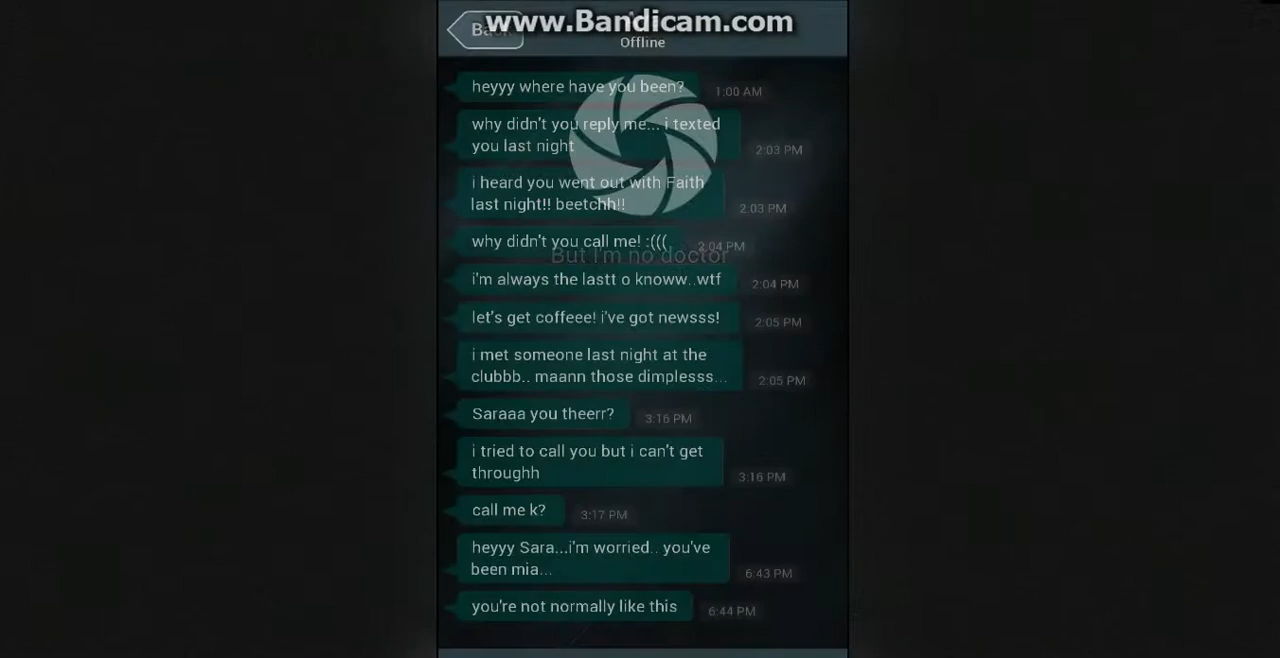 www.Bandicam.com
Offline
heyyy where have you been?
1:00 AM
why didn't you reply me... i texted
you last night
2:03 PM
i heard you went out with Faith
last night!! beetchh!!
2:03 PM
why didn't you call me! :(((
2:04 PM
But I'm no doctor
i'm always the lastt o knoww..wtf
2:04 PM
let's get coffeee! i've got newsss!
2:05 PM
i met someone last night at the
clubbb.. maann those dimplesss...
2:05 PM
Saraaa you theerr?
3:16 PM
i tried to call you but i can't get
throughh
3:16 PM
call me k?
3:17 PM
heyyy Sara...i'm worried.. you've
been mia...
6:43 PM
you're not normally like this
6:44 PM